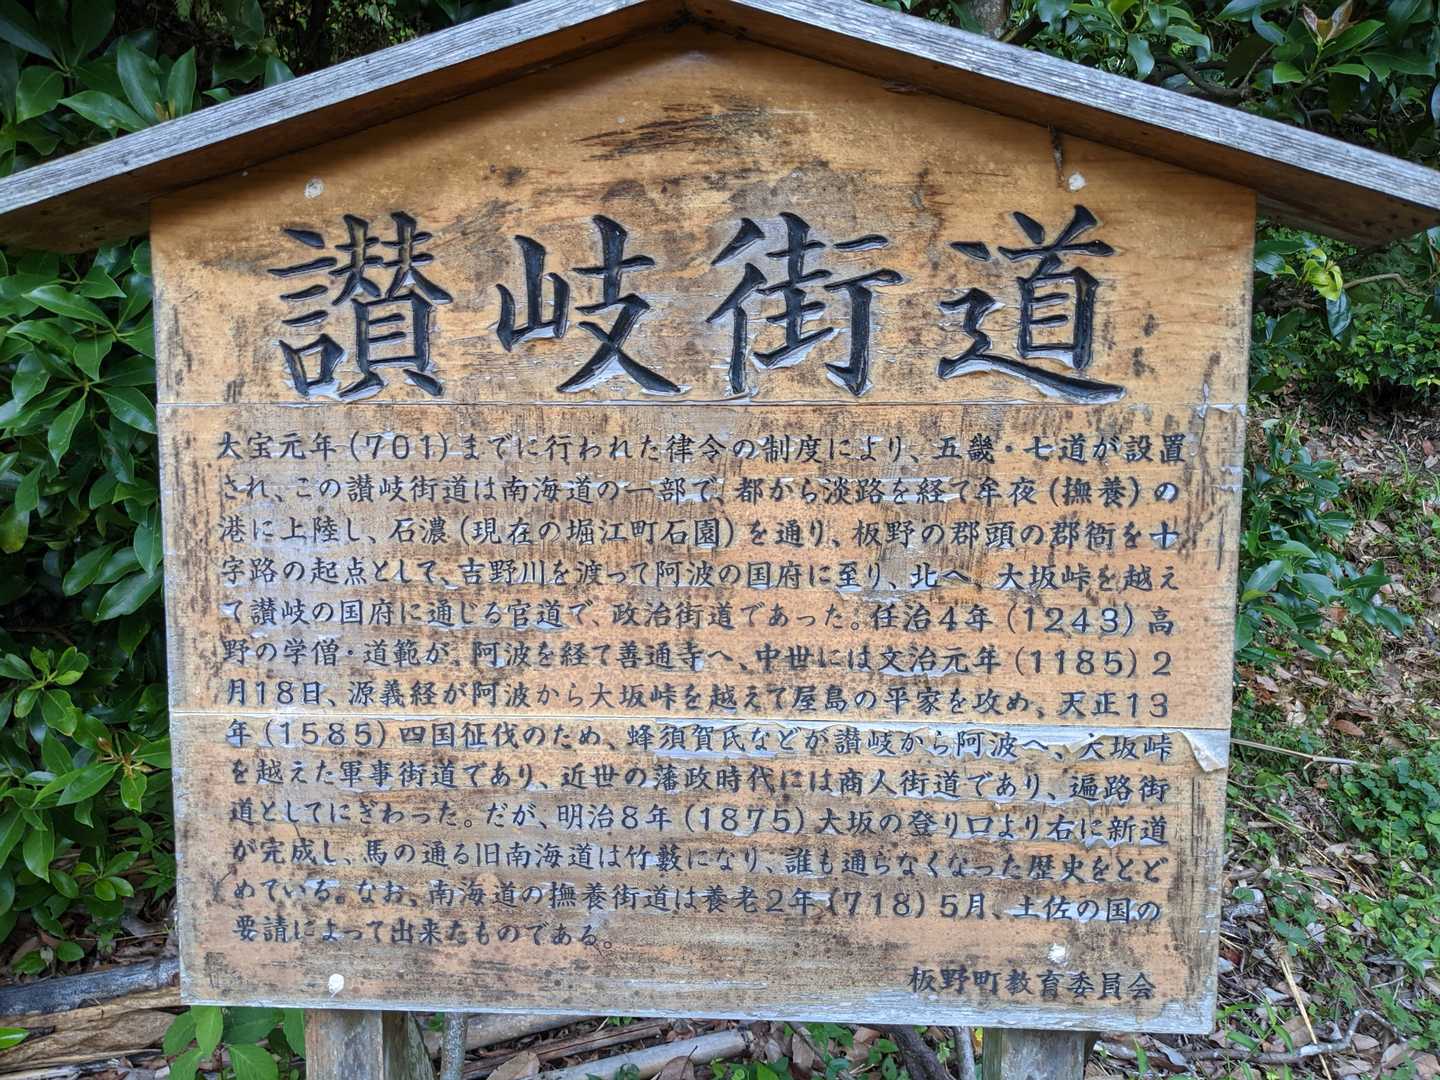 讃岐街道
大宝元年(701)までに行われた律令の制度により、五畿・七道が設置
され、この讃岐街道は南海道の一部で、都から淡路を経て牟夜(撫養)の
港に上陸し、石濃(現在の堀江町石園)を通り、板野の郡頭の郡衙を十
字路の起点として、吉野川を渡って阿波の国府に至り、北へ、大坂峠を越え
て讃岐の国府に通じる官道で、政治街道であった。任治4年(1243)高
野の学僧・道範が、阿波を経て善通寺へ、中世には文治元年(1185)2
月18日、源義経が阿波から大坂峠を越えて屋島の平家を攻め、天正13
年(1585)四国征伐のため、蜂須賀氏などが讃岐から阿波へ、大坂峠
を越えた軍事街道であり、近世の藩政時代には商人街道であり、遍路街
道としてにぎわった。だが、明治8年(1875)大坂の登り口より右に新道
が完成し、馬の通る旧南海道は竹藪になり、誰も通らなくなった歴史をとど
めている。なお、南海道の撫養街道は養老2年(718)5月、土佐の国の
要請によって出来たものである。
板野町教育委員会